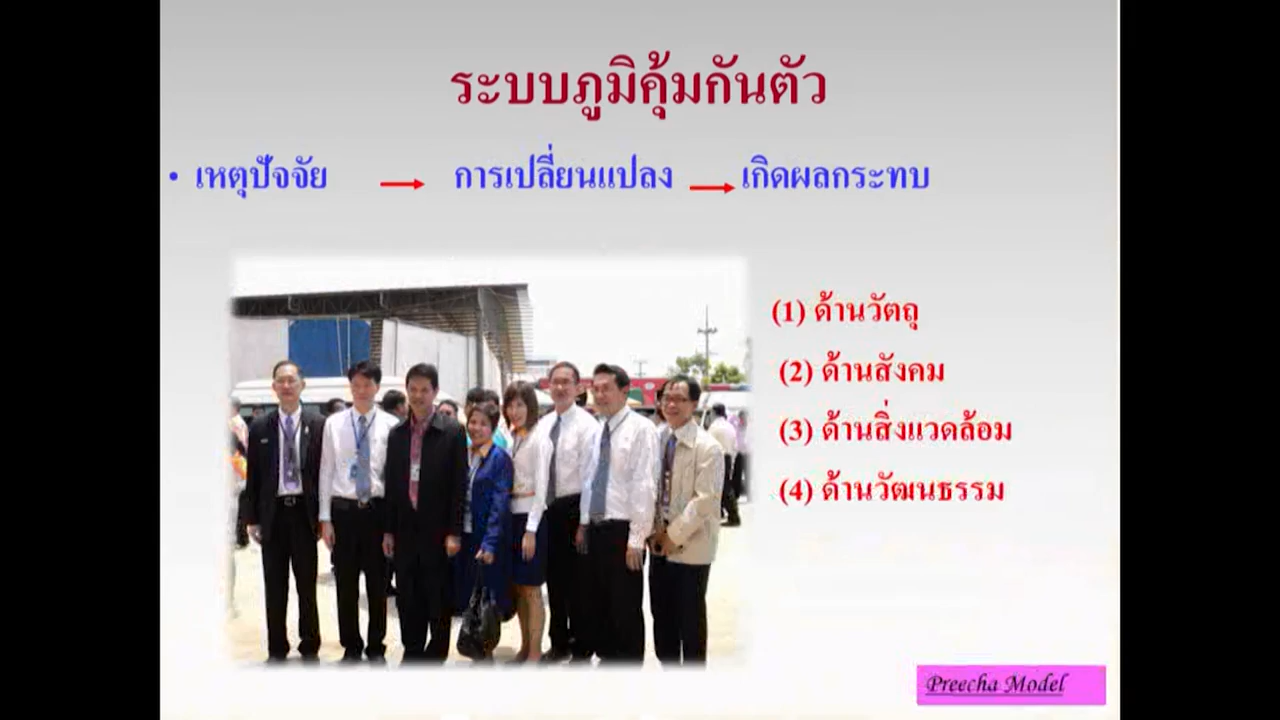 ระบบภูมิคุ้มกันตัว
• เหตุปัจจัย → การเปลี่ยนแปลง → เกิดผลกระทบ
(1) ด้านวัตถุ
(2) ด้านสังคม
(3) ด้านสิ่งแวดล้อม
(4) ด้านวัฒนธรรม
Preecha Model